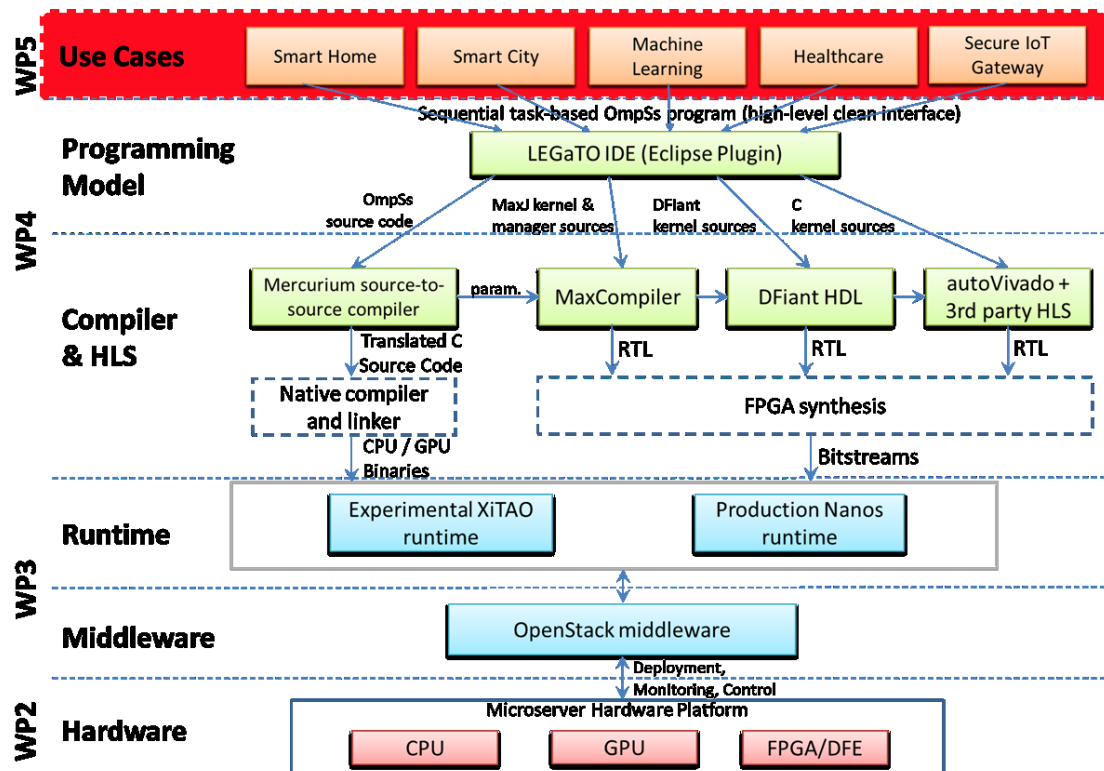 WP5
Use Cases
Smart Home
Smart City
Machine
Learning
Healthcare
Secure IoT
Gateway
Sequential task-based OmpSs program (high-level clean interface)
Programming
Model
LEGaTO IDE (Eclipse Plugin)
OmpSs
source code
MaxJ kernel &
manager sources
DFiant
kernel sources
C
kernel sources
WP4
Compiler
& HLS
Mercurium source-to-
source compiler
param.
MaxCompiler
DFiant HDL
autoVivado +
3rd party HLS
Translated C
Source Code
RTL
RTL
RTL
Native compiler
and linker
FPGA synthesis
CPU / GPU
Binaries
Bitstreams
Runtime
Experimental XiTAO
runtime
Production Nanos
runtime
WP3
Middleware
OpenStack middleware
Deployment,
Monitoring, Control
WP2
Hardware
Microserver Hardware Platform
CPU
GPU
FPGA/DFE